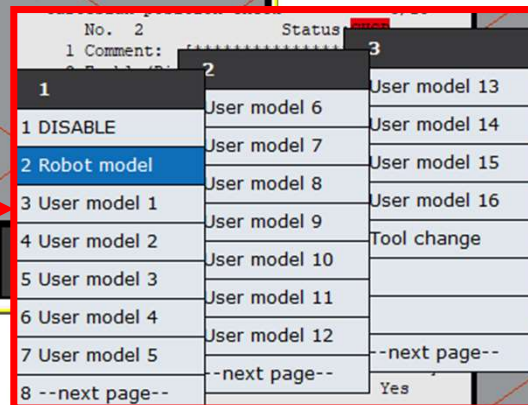 No. 2 Status
1 Comment: [***************
1
1 DISABLE
2 Robot model
3 User model 1
4 User model 2
5 User model 3
6 User model 4
7 User model 5
8 --next page--
2
User model 6
User model 7
User model 8
User model 9
User model 10
User model 11
User model 12
--next page--
3
User model 13
User model 14
User model 15
User model 16
Tool change
--next page--
Yes